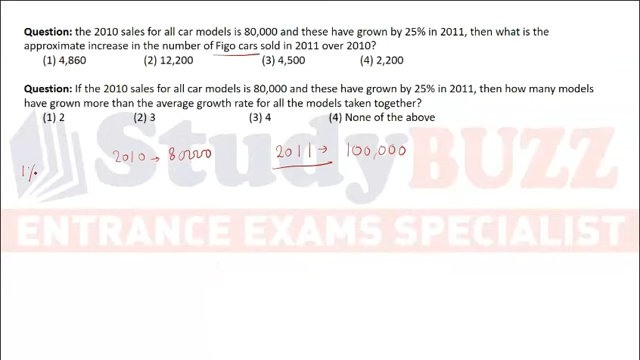 Question: the 2010 sales for all car models is 80,000 and these have grown by 25% in 2011, then what is the
approximate increase in the number of Figo cars sold in 2011 over 2010?
(1) 4,860 (2) 12,200 (3) 4,500 (4) 2,200
Question: If the 2010 sales for all car models is 80,000 and these have grown by 25% in 2011, then how many models
have grown more than the average growth rate for all the models taken together?
(1) 2 (2) 3 (3) 4 (4) None of the above
2010 → 80000 2011 → 100,000
1%
StudyBUZZ
ENTRANCE EXAMS SPECIALIST